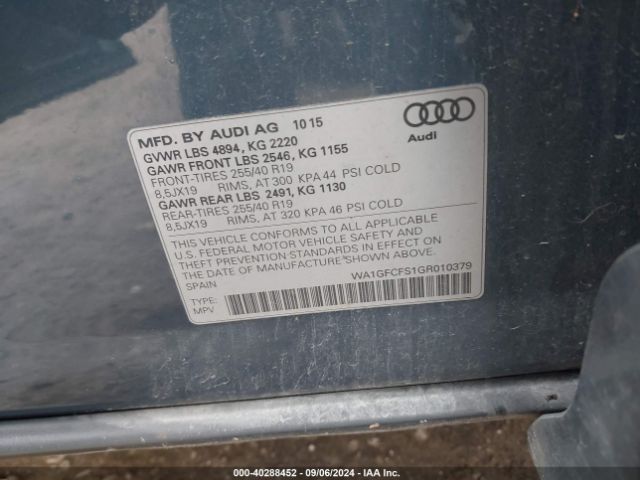 MFD. BY AUDI AG 10 15
GVWR LBS 4894, KG 2220
GAWR FRONT LBS 2546, KG 1155
FRONT-TIRES 255/40 R19
8,5JX19 RIMS, AT 300 KPA 44 PSI COLD
GAWR REAR LBS 2491, KG 1130
REAR-TIRES 255/40 R19
8,5JX19 RIMS, AT 320 KPA 46 PSI COLD
Audi
THIS VEHICLE CONFORMS TO ALL APPLICABLE
U.S. FEDERAL MOTOR VEHICLE SAFETY AND
THEFT PREVENTION STANDARDS IN EFFECT ON
THE DATE OF MANUFACTURE SHOWN ABOVE.
SPAIN
WA1GFCFS1GR010379
TYPE:
MPV
000-40288452 - 09/06/2024 - IAA Inc.